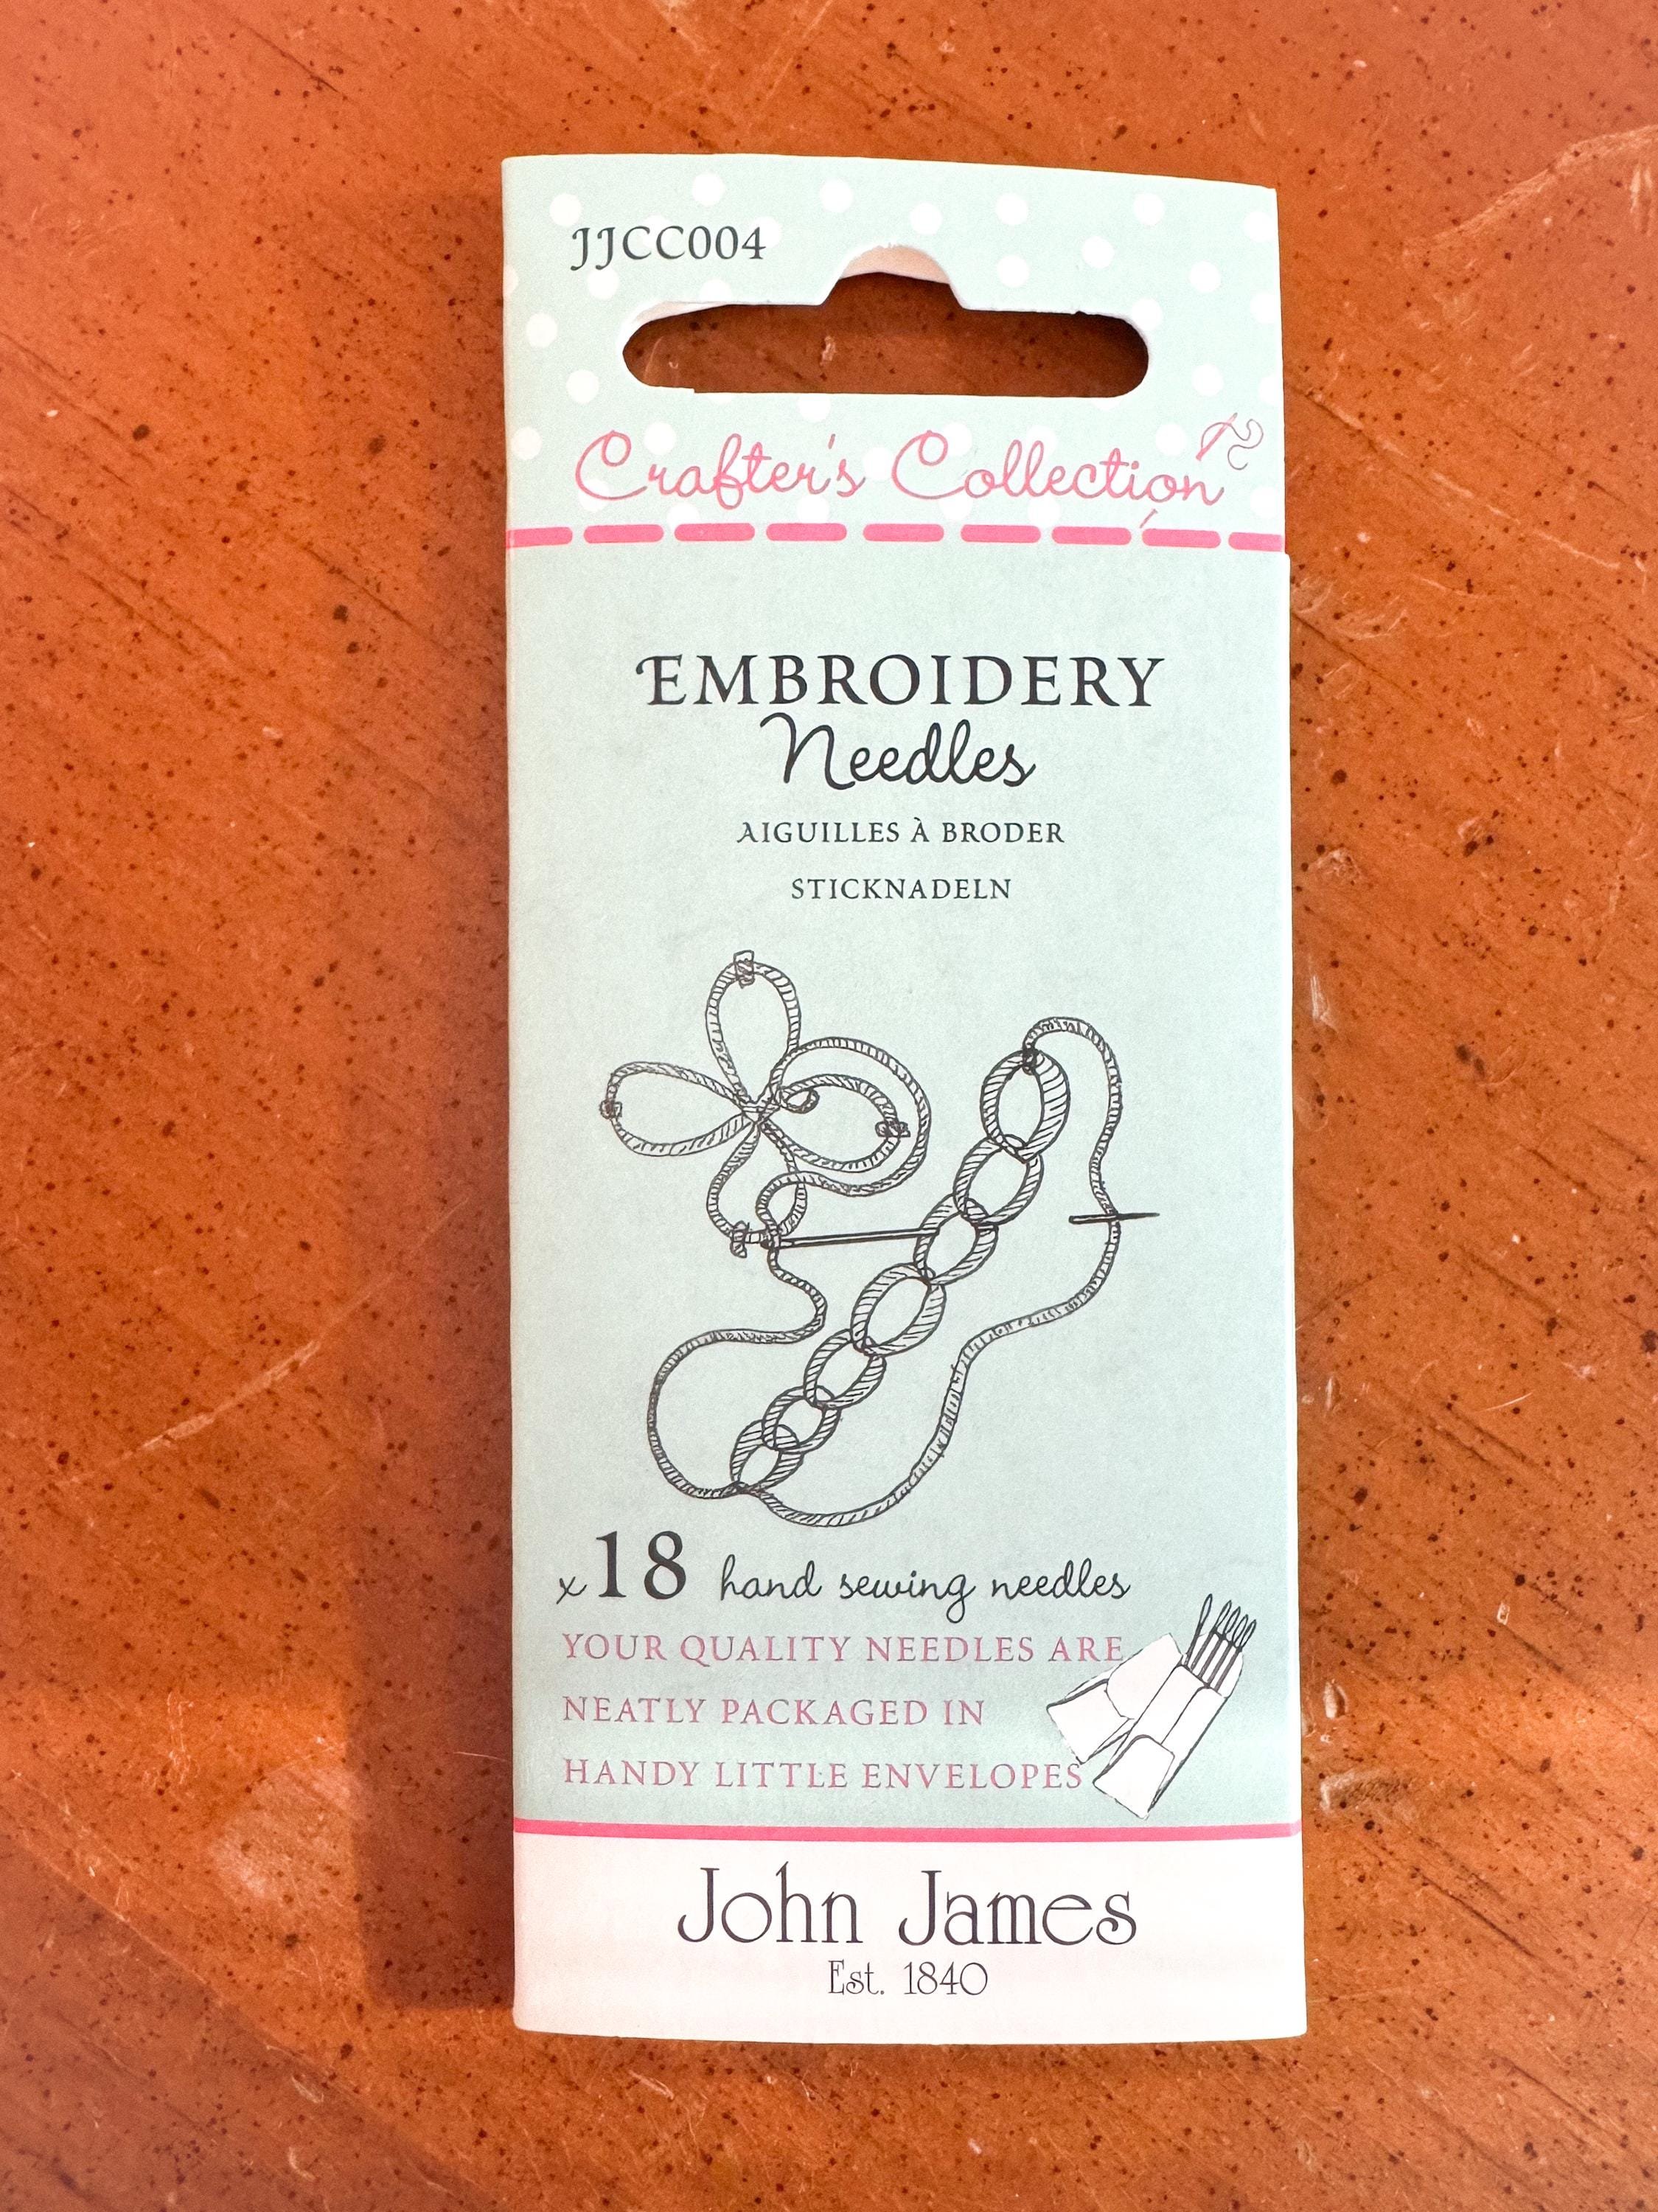 JJCC004
Crafter's Collection
EMBROIDERY
Needles
AIGUILLES À BRODER
STICKNADELN
x18 hand sewing needles
YOUR QUALITY NEEDLES ARE
NEATLY PACKAGED IN
HANDY LITTLE ENVELOPES
John James
Est. 1840